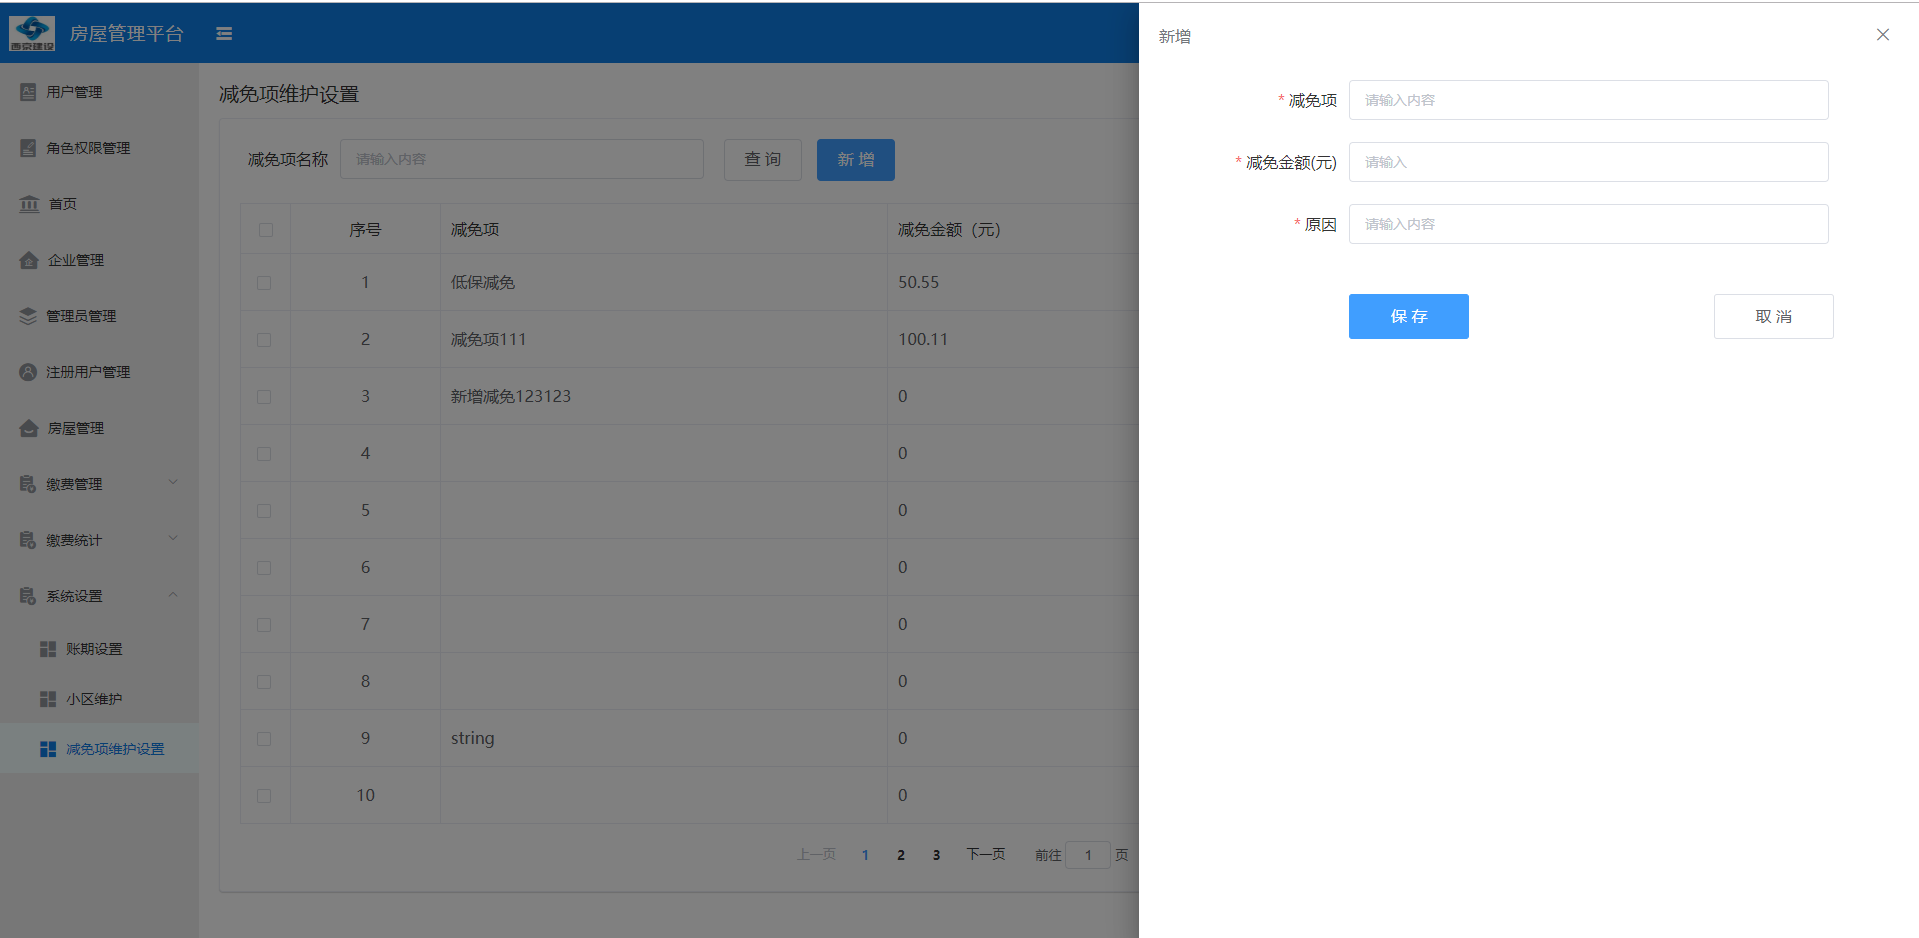 房屋管理平台
用户管理
角色权限管理
首页
企业管理
管理员管理
注册用户管理
房屋管理
缴费管理
缴费统计
系统设置
账期设置
小区维护
减免项维护设置
减免项维护设置
减免项名称 请输入内容 查 询 新 增
序号 减免项 减免金额（元）
1 低保减免 50.55
2 减免项111 100.11
3 新增减免123123 0
4 0
5 0
6 0
7 0
8 0
9 string 0
10 0
上一页 1 2 3 下一页 前往 1 页
新增
* 减免项 请输入内容
* 减免金额(元) 请输入
* 原因 请输入内容
保 存 取 消